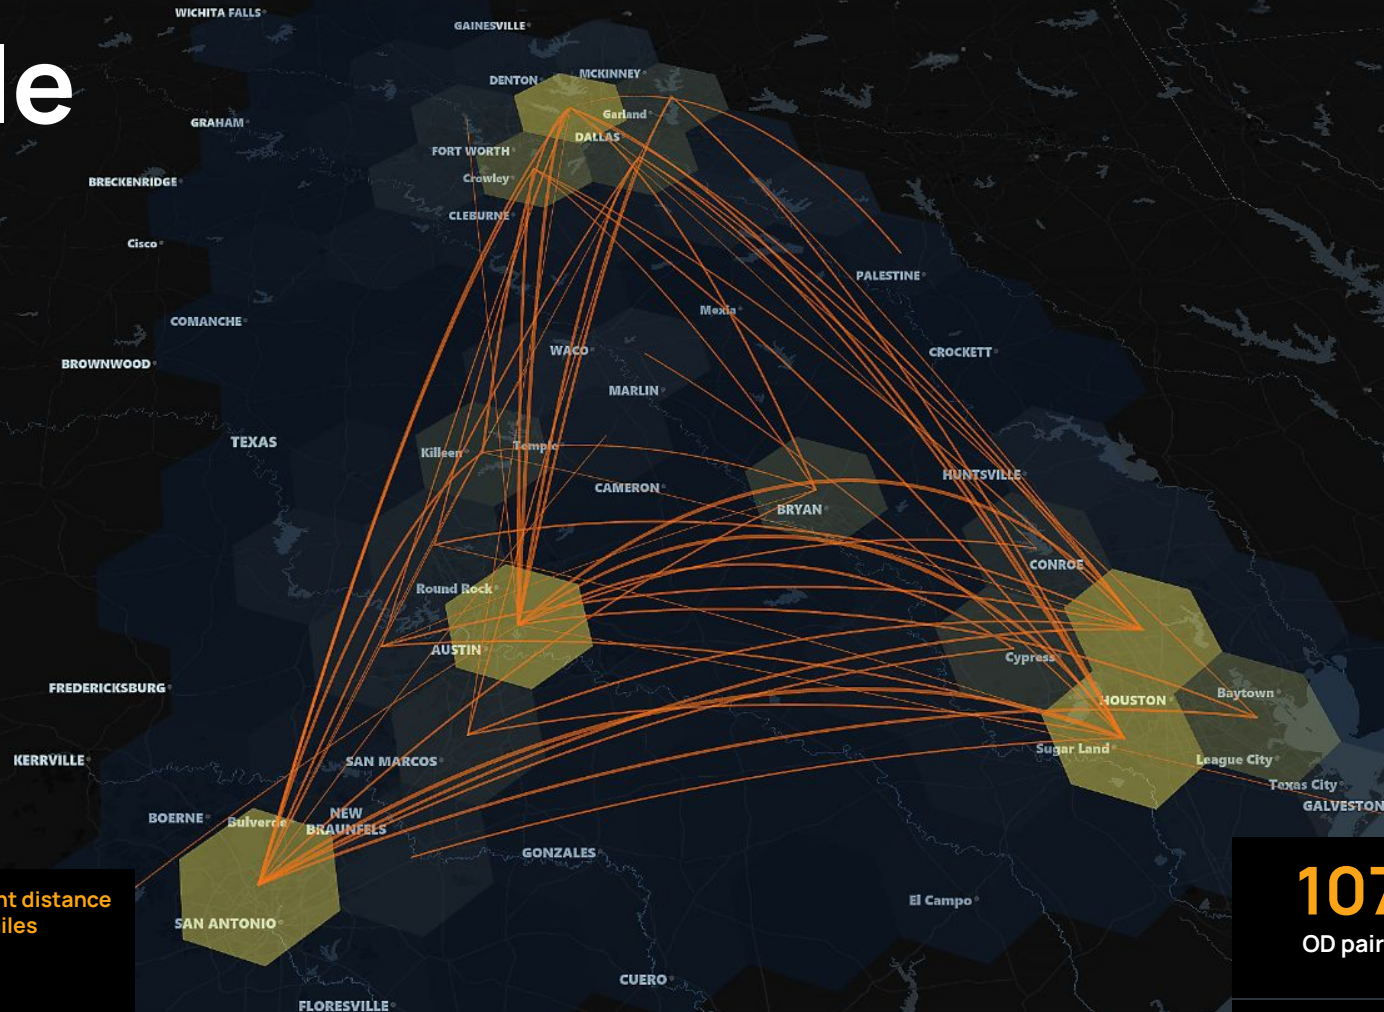 WICHITA FALLS
GAINESVILLE
le
DENTON
MCKINNEY
GRAHAM
Garland
DALLAS
FORT WORTH
Crowley
BRECKENRIDGE
CLEBURNE
Cisco
PALESTINE
Mexia
COMANCHE
WACO
CROCKETT
BROWNWOOD
MARLIN
TEXAS
Temple
Killeen
HUNTSVILLE
CAMERON
BRYAN
CONROE
Round Rock
AUSTIN
Cypress
FREDERICKSBURG
Baytown
HOUSTON
Sugar Land
KERRVILLE
SAN MARCOS
League City
Texas City
GALVESTON
BOERNE
Bulverde
NEW
BRAUNFELS
GONZALES
nt distance
iles
SAN ANTONIO
El Campo
107
OD pair
CUERO
FLORESVILLE